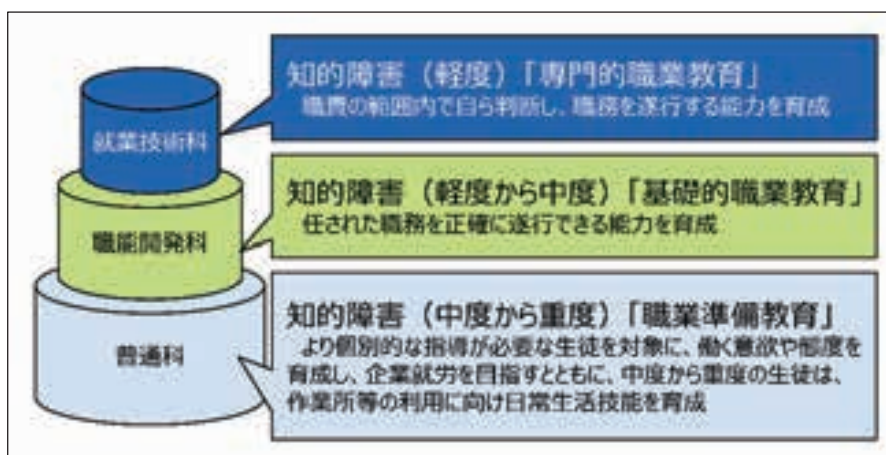 就業技術科
知的障害(軽度)「専門的職業教育」
職責の範囲内で自ら判断し、職務を遂行する能力を育成
職能開発科
知的障害(軽度から中度)「基礎的職業教育」
任された職務を正確に遂行できる能力を育成
普通科
知的障害(中度から重度)「職業準備教育」
より個別的な指導が必要な生徒を対象に、働く意欲や態度を
育成し、企業就労を目指すとともに、中度から重度の生徒は、
作業所等の利用に向け日常生活技能を育成